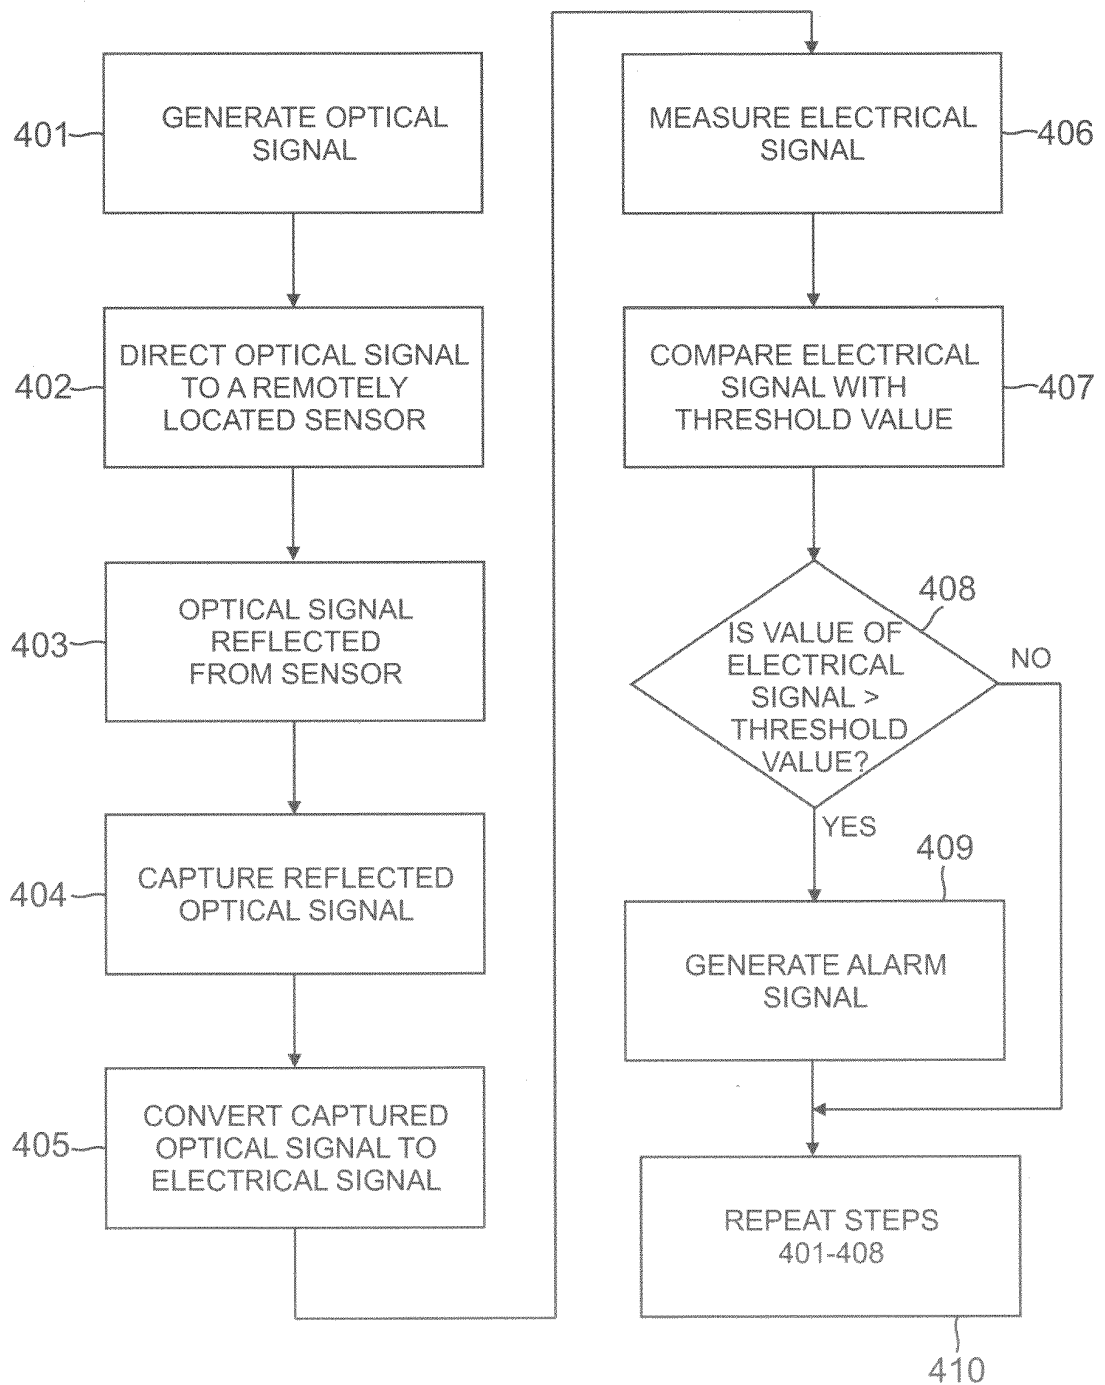 401
GENERATE OPTICAL
SIGNAL
402
DIRECT OPTICAL SIGNAL
TO A REMOTELY
LOCATED SENSOR
403
OPTICAL SIGNAL
REFLECTED
FROM SENSOR
404
CAPTURE REFLECTED
OPTICAL SIGNAL
405
CONVERT CAPTURED
OPTICAL SIGNAL TO
ELECTRICAL SIGNAL
MEASURE ELECTRICAL
SIGNAL
406
COMPARE ELECTRICAL
SIGNAL WITH
THRESHOLD VALUE
407
408
IS VALUE OF
ELECTRICAL
SIGNAL >
THRESHOLD
VALUE?
NO
YES
409
GENERATE ALARM
SIGNAL
REPEAT STEPS
401-408
410